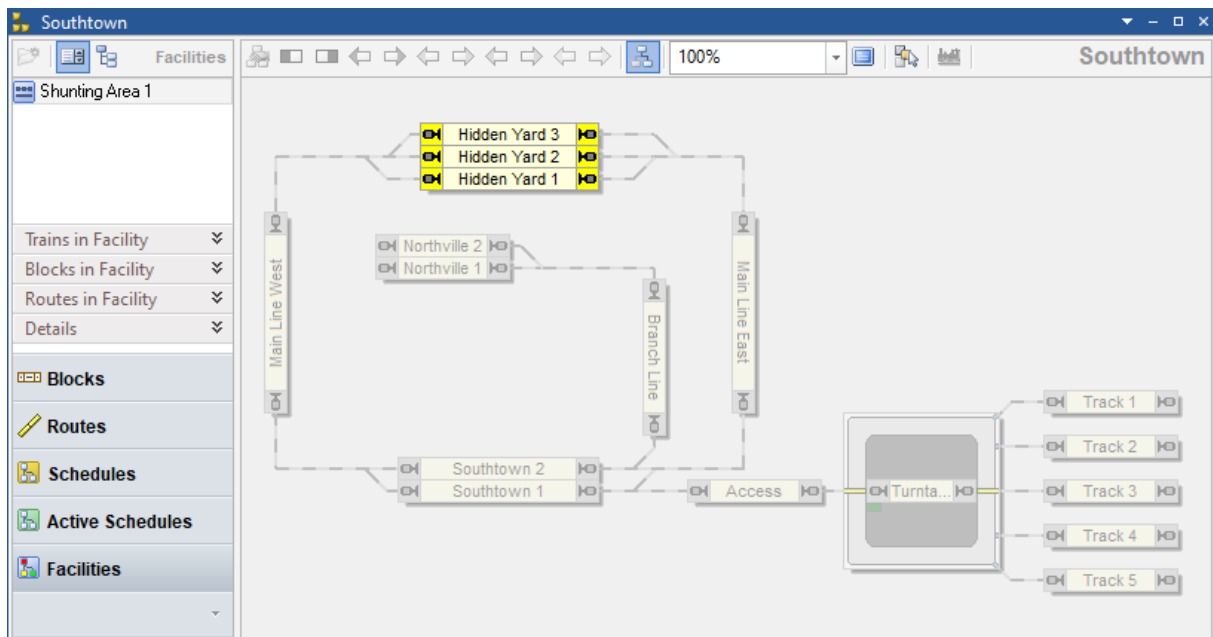 Southtown
Facilities
100%
Southtown
Shunting Area 1
Trains in Facility
Blocks in Facility
Routes in Facility
Details
Blocks
Routes
Schedules
Active Schedules
Facilities
Hidden Yard 3
Hidden Yard 2
Hidden Yard 1
Main Line West
Northville 2
Northville 1
Branch Line
Main Line East
Southtown 2
Southtown 1
Access
Turnta...
Track 1
Track 2
Track 3
Track 4
Track 5